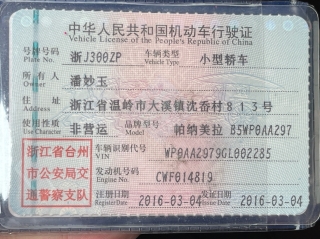 中华人民共和国机动车行驶证
Vehicle License of the People's Republic of China
号牌号码 浙J300ZP 车辆类型 小型轿车
Plate No. Vehicle Type
所有人 潘妙玉
Owner
住址 浙江省温岭市大溪镇沈香村813号
Address
使用性质 非营运 品牌型号 帕纳美拉 B5WP0AA297
Use Character Model
浙江省台州 车辆识别代号 WP0AA2979GL002285
VIN
市公安局交 发动机号码 CWF014819
Engine No.
通警察支队 注册日期 2016-03-04 发证日期 2016-03-04
Register Date Issue Date